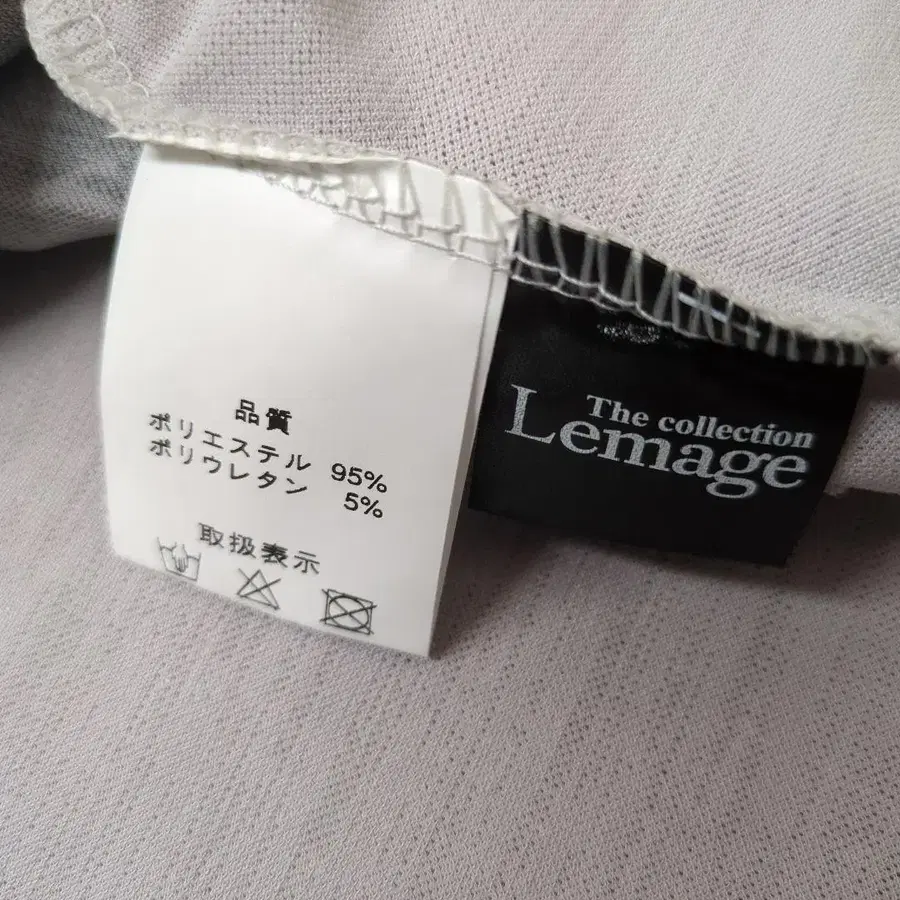 品質
ポリエステル 95%
ポリウレタン 5%
取扱表示
The collection
Lemage